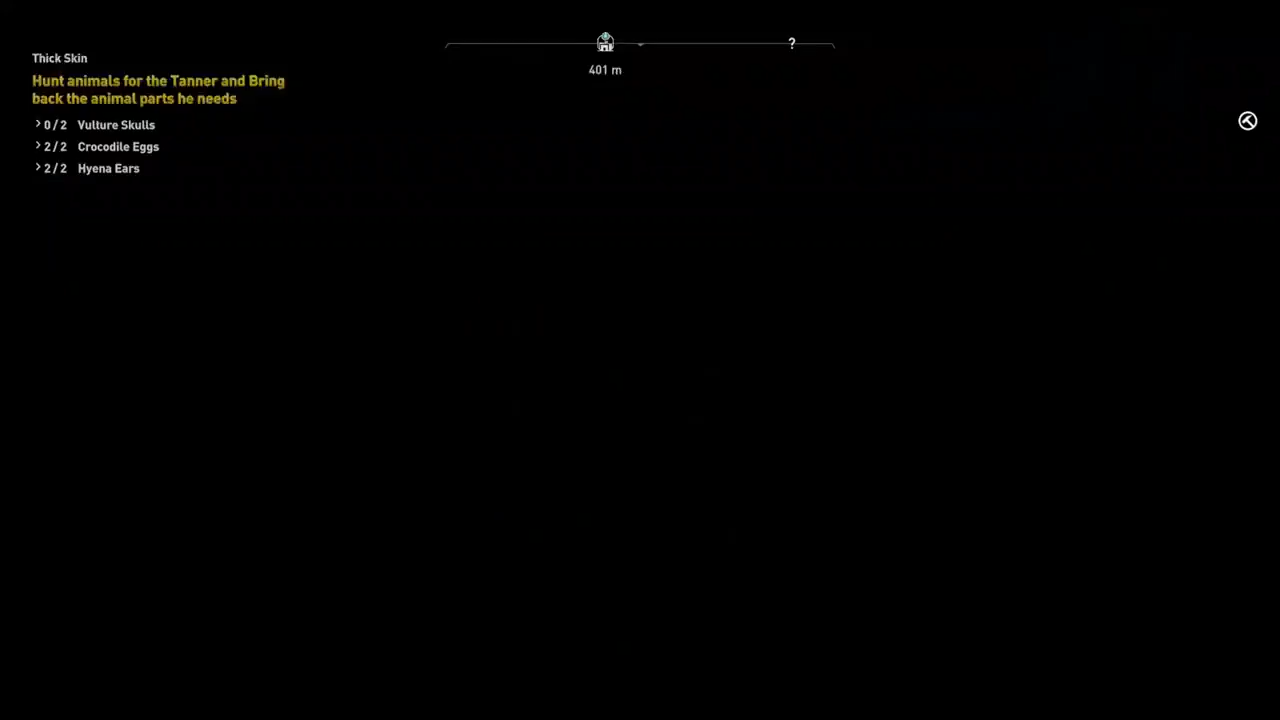 Thick Skin
Hunt animals for the Tanner and Bring
back the animal parts he needs
0/2 Vulture Skulls
2/2 Crocodile Eggs
2/2 Hyena Ears
?
401 m